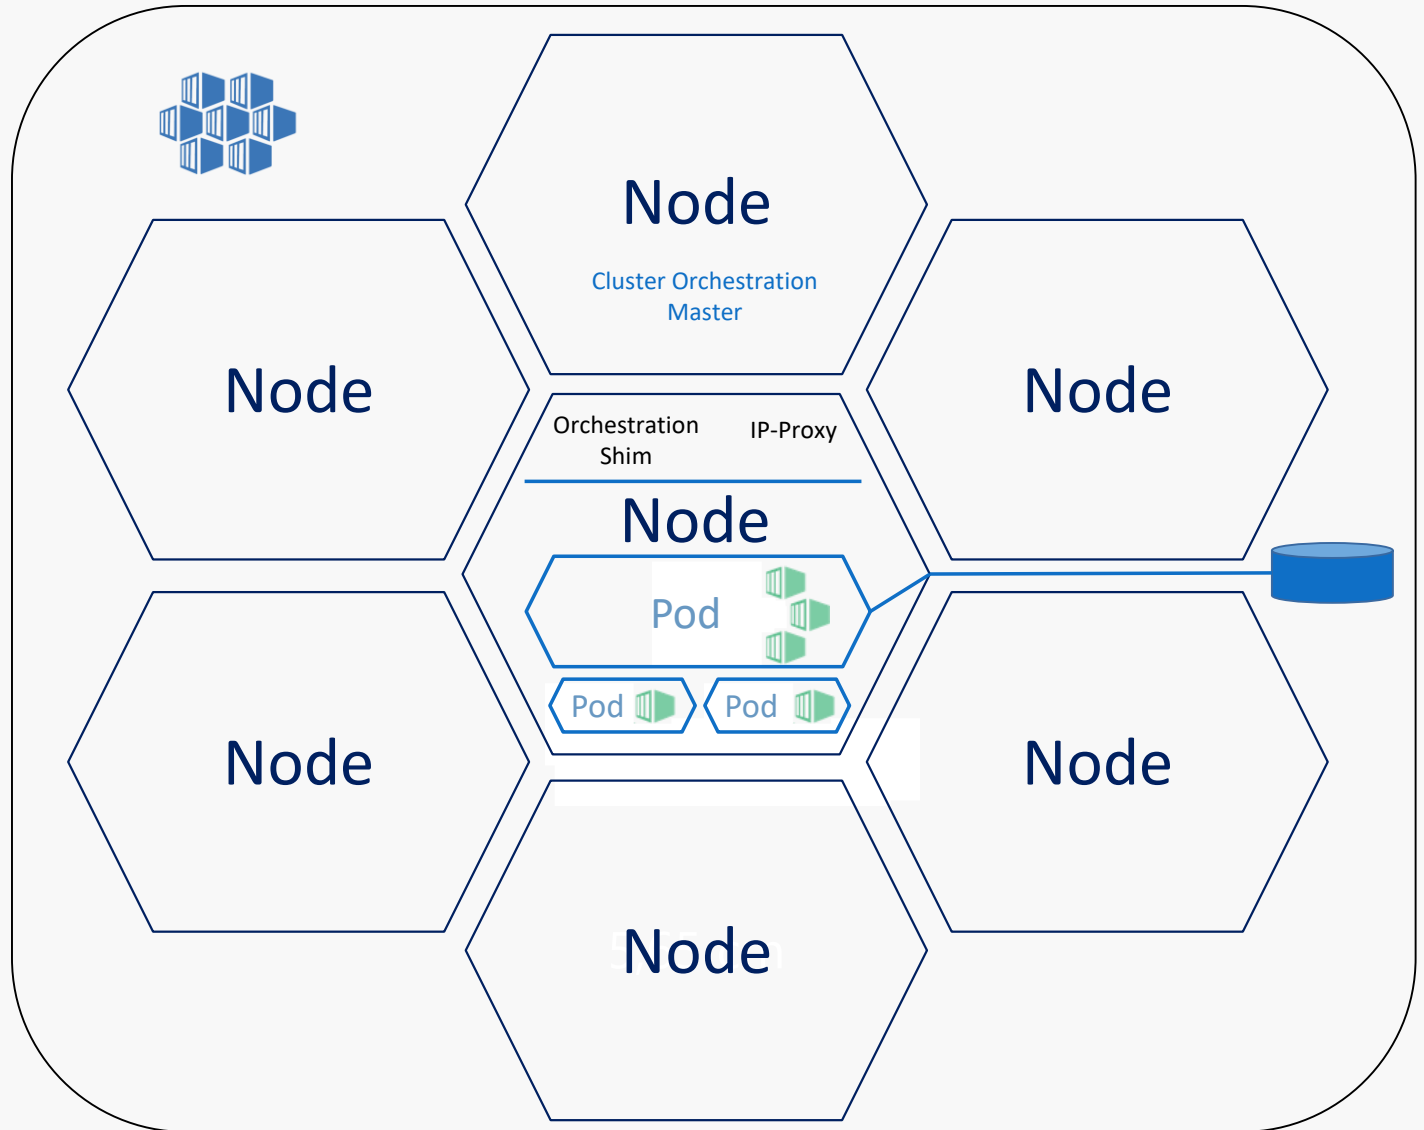 Node
Cluster Orchestration
Master
Node
Node
Orchestration
Shim
IP-Proxy
Node
Pod
Pod
Pod
Node
Node
Node